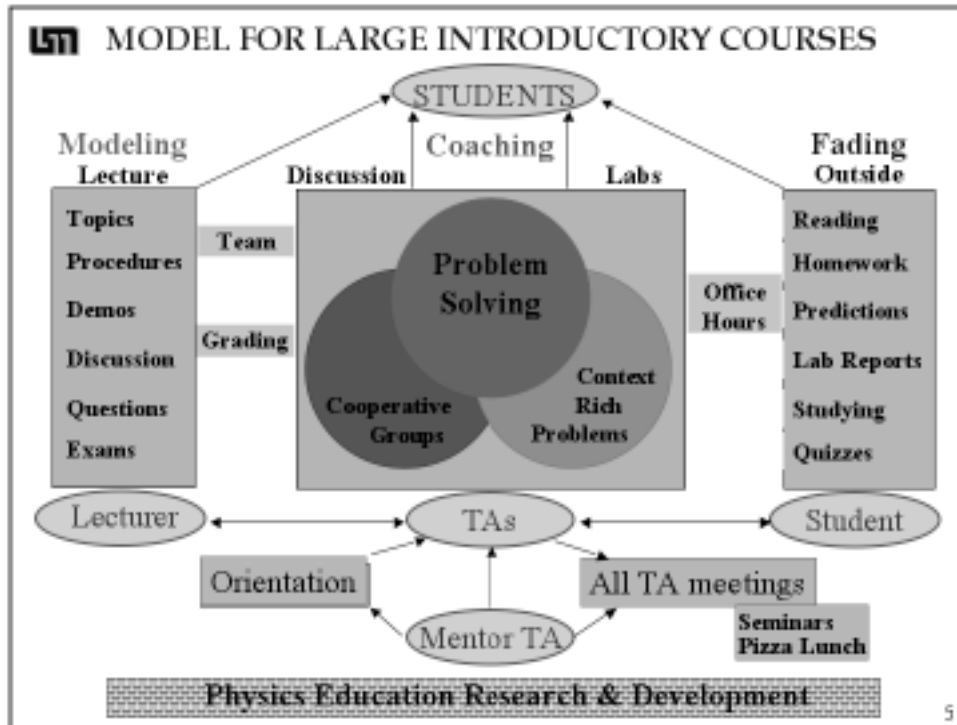 MODEL FOR LARGE INTRODUCTORY COURSES
STUDENTS
Modeling
Lecture
Coaching
Discussion
Labs
Fading
Outside
Topics
Procedures
Demos
Discussion
Questions
Exams
Team
Grading
Problem
Solving
Cooperative
Groups
Context
Rich
Problems
Office
Hours
Reading
Homework
Predictions
Lab Reports
Studying
Quizzes
Lecturer
TAs
Student
Orientation
All TA meetings
Mentor TA
Seminars
Pizza Lunch
Physics Education Research & Development
5